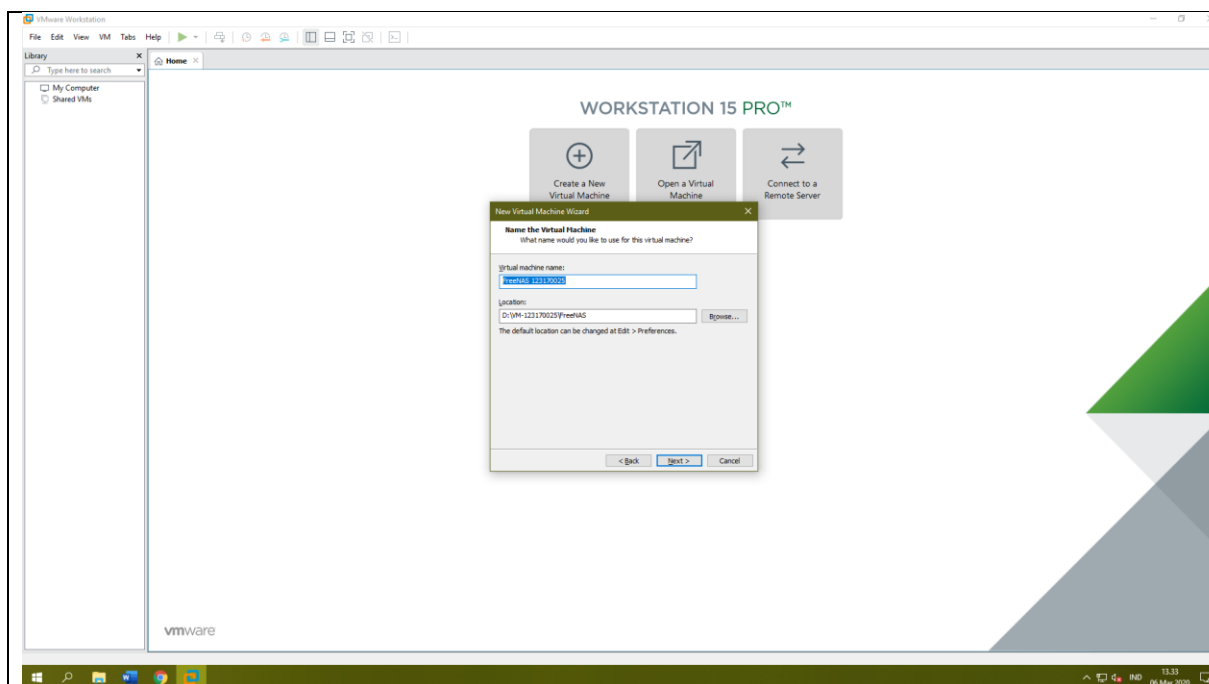 VMware Workstation
File Edit View VM Tabs Help
Library
Type here to search
My Computer
Shared VMs
Home
WORKSTATION 15 PRO™
Create a New
Virtual Machine
Open a Virtual
Machine
Connect to a
Remote Server
New Virtual Machine Wizard
Name the Virtual Machine
What name would you like to use for this virtual machine?
Virtual machine name:
FreeNAS 123170025
Location:
D:\VM-123170025\FreeNAS
Browse...
The default location can be changed at Edit > Preferences.
< Back Next > Cancel
vmware
IND
13.33
06 Mar 2020